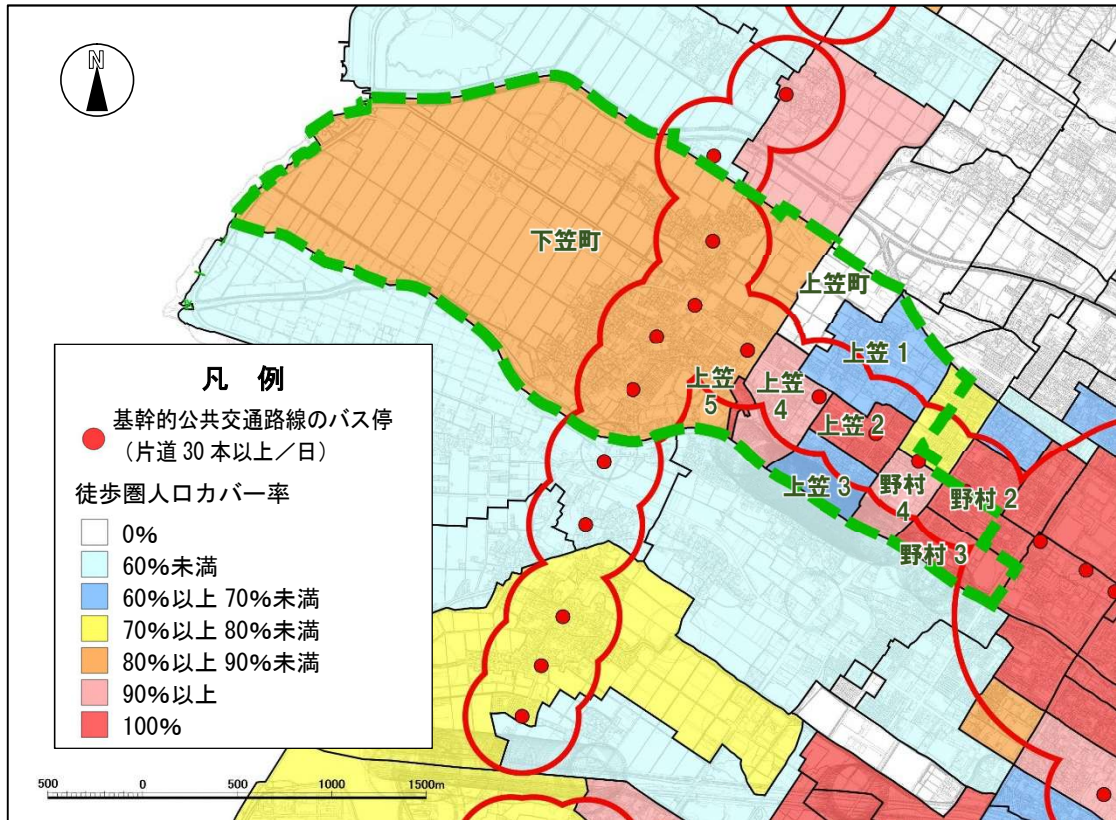 N
下笠町
上笠町
上笠 1
上笠
5
上笠
4
上笠 2
上笠 3
野村
4
野村 2
野村 3
凡 例
基幹的公共交通路線のバス停
（片道 30 本以上／日）
徒歩圏人口カバー率
0%
60%未満
60%以上 70%未満
70%以上 80%未満
80%以上 90%未満
90%以上
100%
500 0 500 1000 1500m